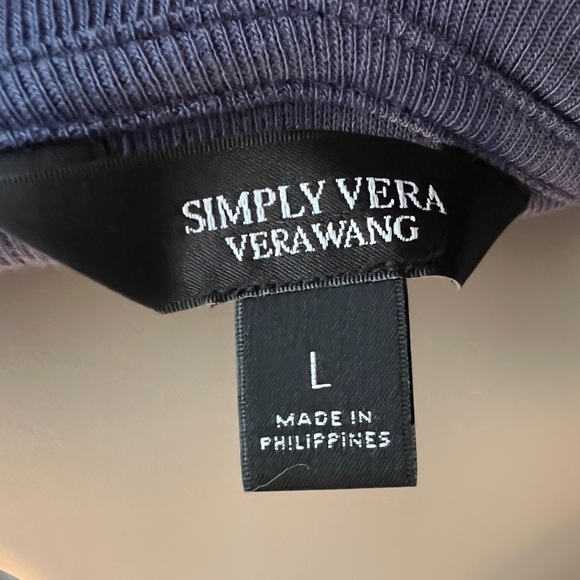 SIMPLY VERA
VERAWANG
L
MADE IN
PHILIPPINES